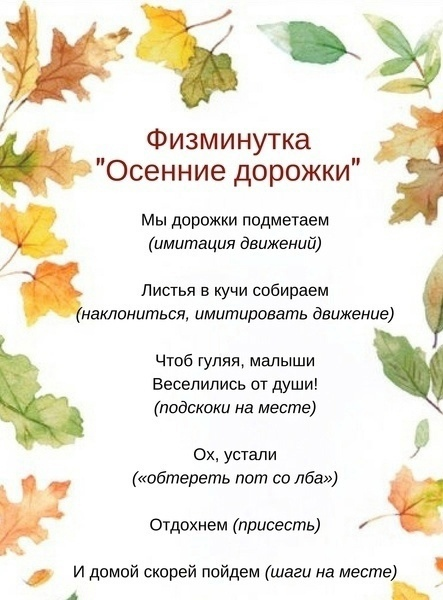 Физминутка
"Осенние дорожки"
Мы дорожки подметаем
(имитация движений)
Листья в кучи собираем
(наклониться, имитировать движение)
Чтоб гуляя, малыши
Веселились от души!
(подскоки на месте)
Ох, устали
(«обтереть пот со лба»)
Отдохнем (присесть)
И домой скорей пойдем (шаги на месте)